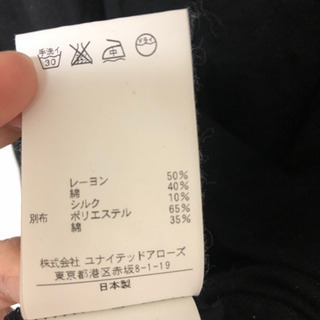 手洗イ
30
中
ドライ
レーヨン 50%
綿 40%
シルク 10%
別布 ポリエステル 65%
綿 35%
株式会社 ユナイテッドアローズ
東京都港区赤坂8-1-19
日本製